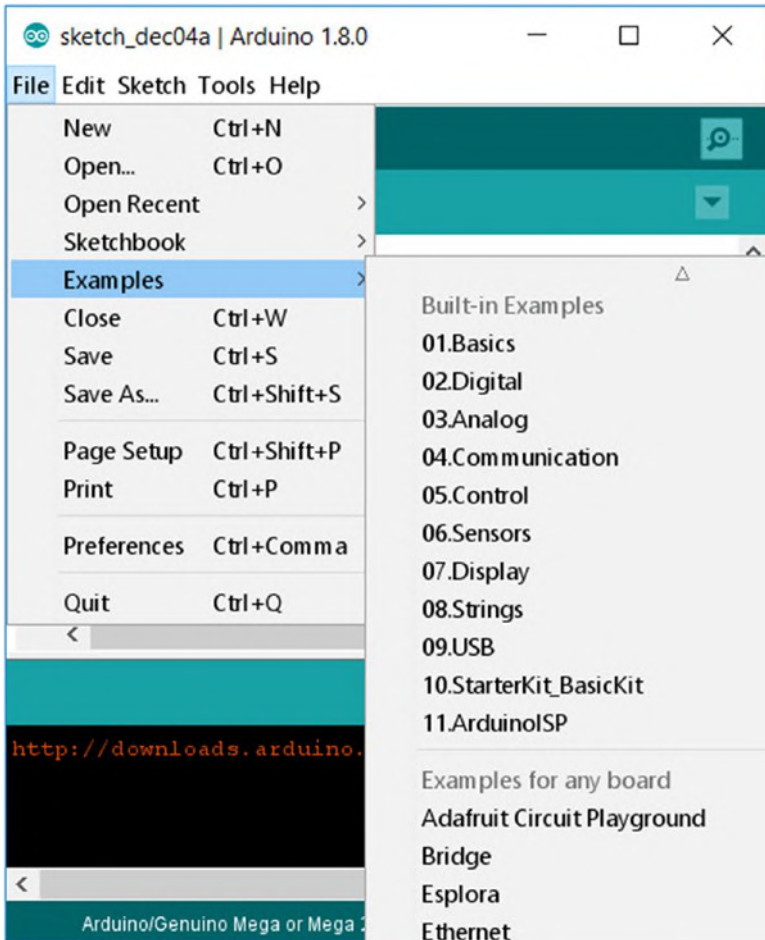 sketch_dec04a | Arduino 1.8.0
File Edit Sketch Tools Help
New Ctrl+N
Open... Ctrl+O
Open Recent
Sketchbook
Examples
Close Ctrl+W
Save Ctrl+S
Save As... Ctrl+Shift+S
Page Setup Ctrl+Shift+P
Print Ctrl+P
Preferences Ctrl+Comma
Quit Ctrl+Q
Built-in Examples
01.Basics
02.Digital
03.Analog
04.Communication
05.Control
06.Sensors
07.Display
08.Strings
09.USB
10.StarterKit_BasicKit
11.ArduinoISP
Examples for any board
Adafruit Circuit Playground
Bridge
Esplora
Ethernet
http://downloads.arduino.
Arduino/Genuino Mega or Mega 2